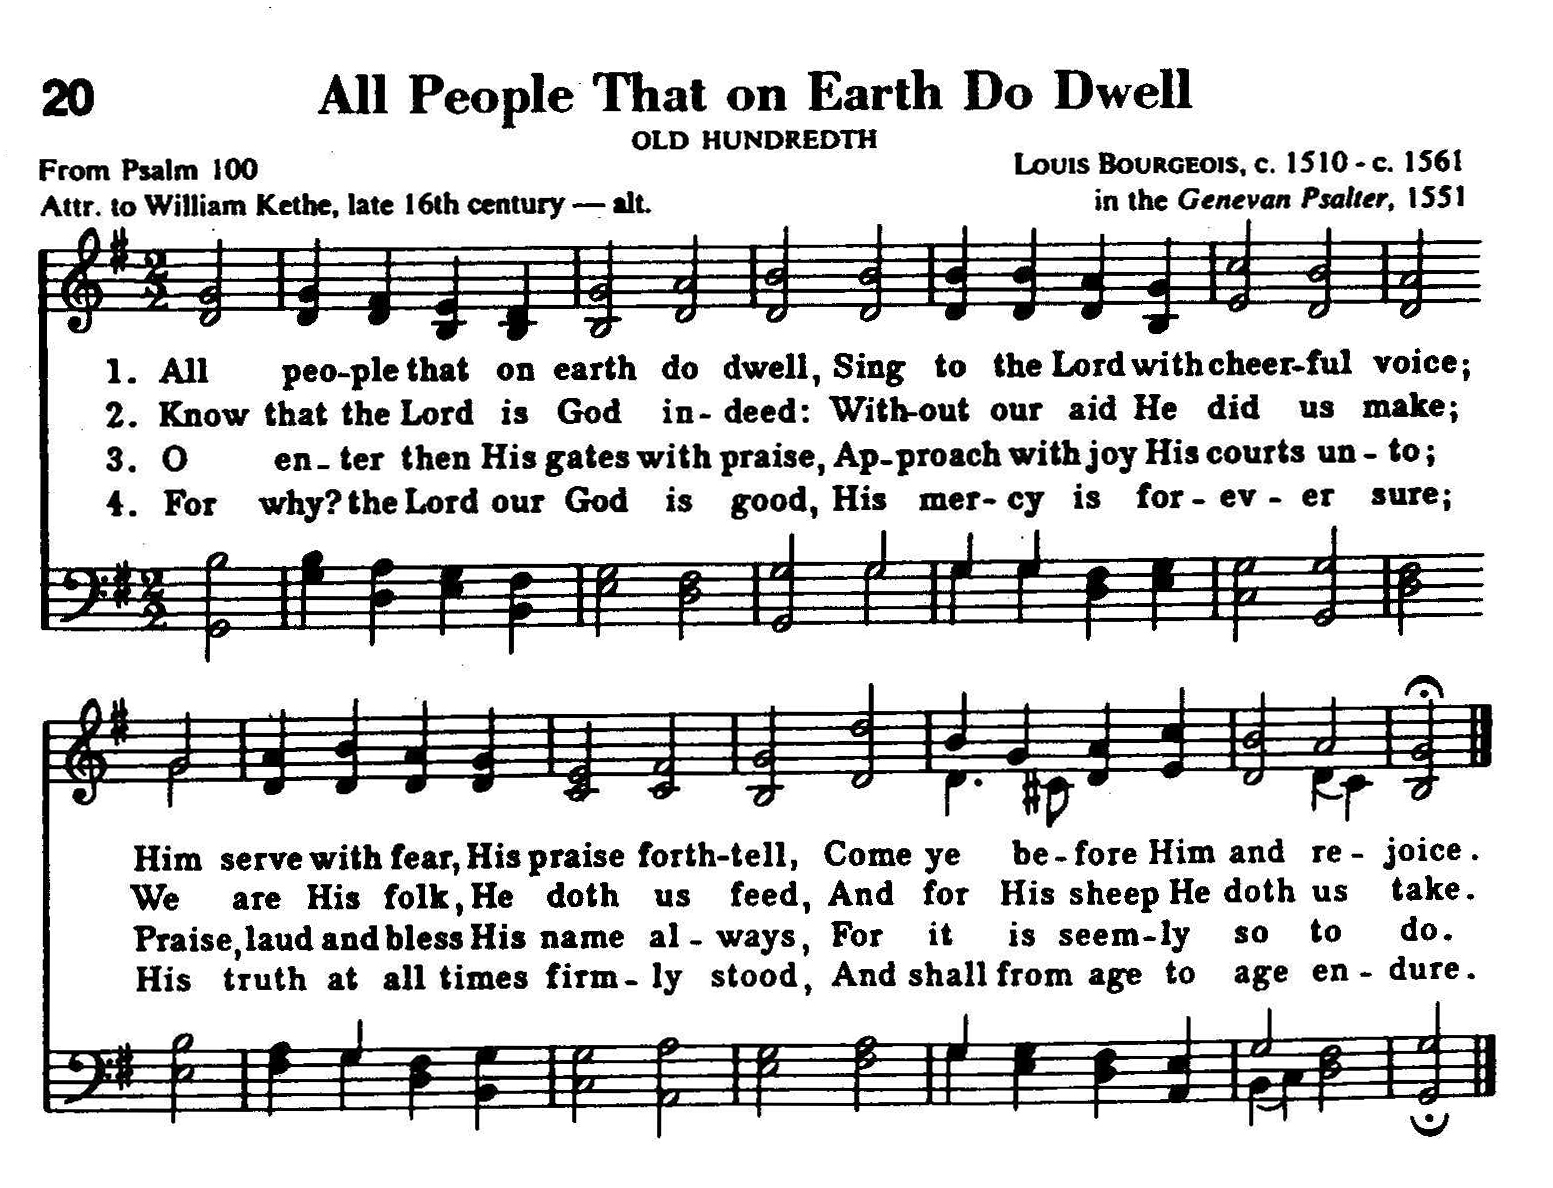 20 All People That on Earth Do Dwell
OLD HUNDREDTH
From Psalm 100
LOUIS BOURGEOIS, c. 1510 - c. 1561
Attr. to William Kethe, late 16th century — alt.
in the Genevan Psalter, 1551
1. All peo-ple that on earth do dwell, Sing to the Lord with cheer-ful voice;
2. Know that the Lord is God in-deed: With-out our aid He did us make;
3. O en-ter then His gates with praise, Ap-proach with joy His courts un-to;
4. For why? the Lord our God is good, His mer-cy is for-ev-er sure;
Him serve with fear, His praise forth-tell, Come ye be-fore Him and re-joice.
We are His folk, He doth us feed, And for His sheep He doth us take.
Praise, laud and bless His name al-ways, For it is seem-ly so to do.
His truth at all times firm-ly stood, And shall from age to age en-dure.